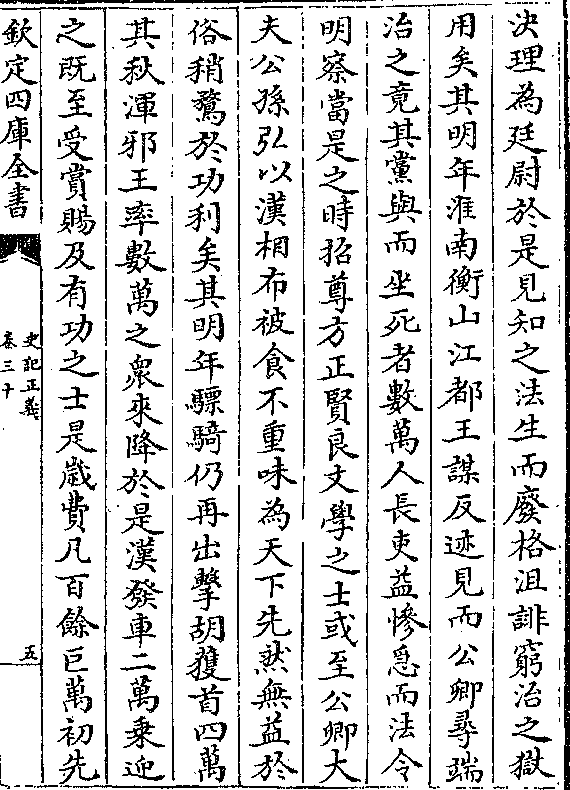 決理為廷尉於是見知之法生而廢格沮誹窮治之獄
用矣其明年淮南衡山江都王謀反迹見而公卿尋端
治之竟其黨與而坐死者數萬人長吏益慘急而法令
明察當是之時招尊方正賢良文學之士或至公卿大
夫公孫弘以漢相布被食不重味為天下先然無益於
俗稍騖於功利矣其明年驃騎仍再出擊胡獲首四萬
其秋渾邪王率數萬之衆來降於是漢發車二萬乗迎
之既至受賞賜及有功之士是歲費凡百餘巨萬初先
欽定四庫全書
史記正義
卷三十
五